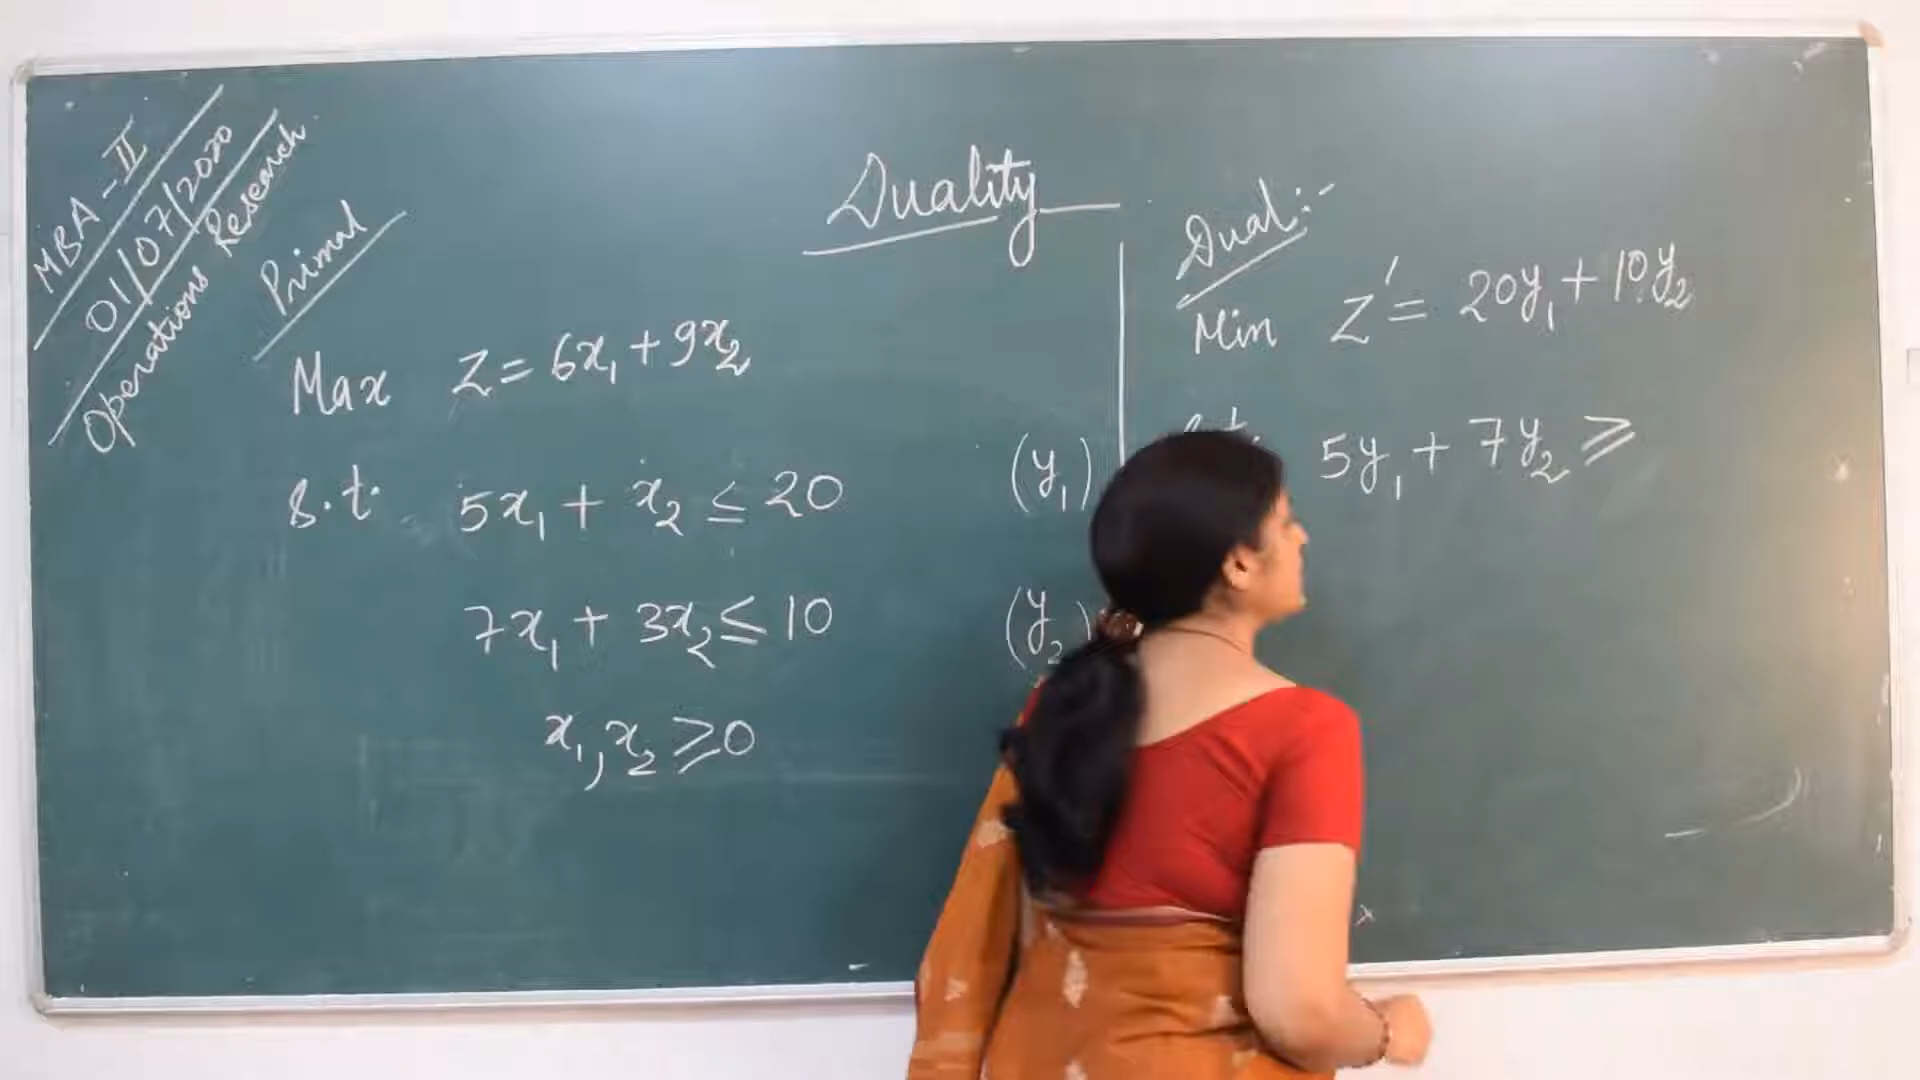 MBA-II
01/07/2020
Operations Research
Duality
Primal
Max Z = 6x₁ + 9x₂
s.t. 5x₁ + x₂ ≤ 20 (y₁)
7x₁ + 3x₂ ≤ 10 (y₂)
x₁, x₂ ≥ 0
Dual:-
Min Z' = 20y₁ + 10y₂
5y₁ + 7y₂ ≥